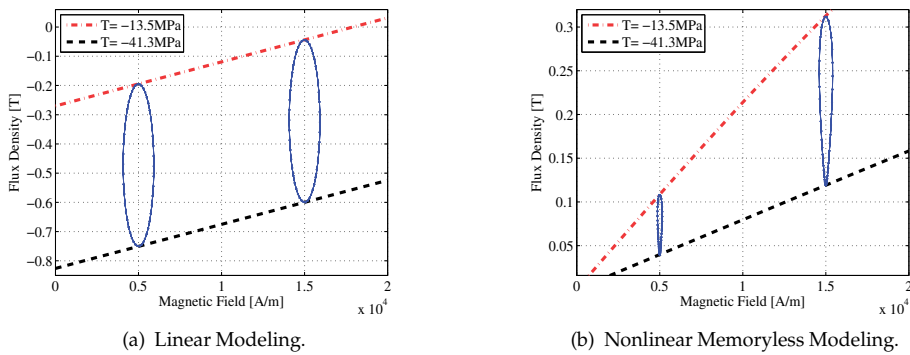 T= −13.5MPa
T= −41.3MPa
Flux Density [T]
0
−0.1
−0.2
−0.3
−0.4
−0.5
−0.6
−0.7
−0.8
0 0.5 1 1.5 2
Magnetic Field [A/m]
x 10⁴
(a) Linear Modeling.
T= −13.5MPa
T= −41.3MPa
Flux Density [T]
0.3
0.25
0.2
0.15
0.1
0.05
0 0.5 1 1.5 2
Magnetic Field [A/m]
x 10⁴
(b) Nonlinear Memoryless Modeling.